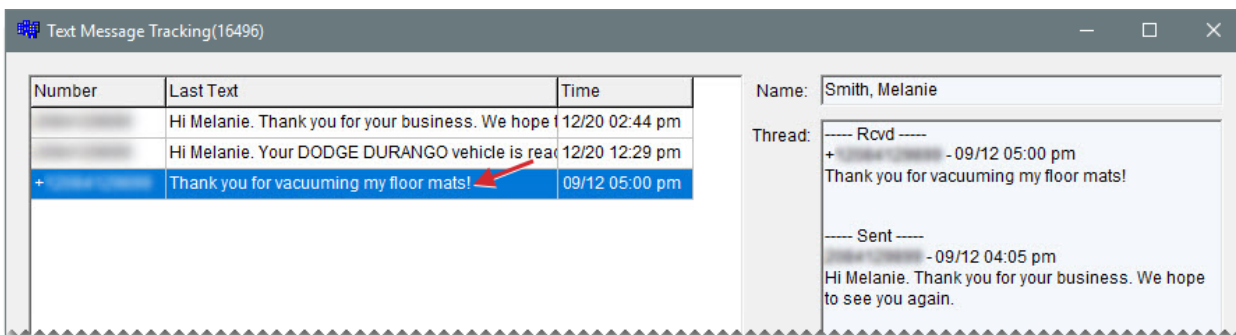 Text Message Tracking(16496)
Number Last Text Time
Hi Melanie. Thank you for your business. We hope 12/20 02:44 pm
Hi Melanie. Your DODGE DURANGO vehicle is 12/20 12:29 pm
+ Thank you for vacuuming my floor mats! 09/12 05:00 pm
Name: Smith, Melanie
Thread:
----- Rcvd -----
+ - 09/12 05:00 pm
Thank you for vacuuming my floor mats!
----- Sent -----
- 09/12 04:05 pm
Hi Melanie. Thank you for your business. We hope
to see you again.